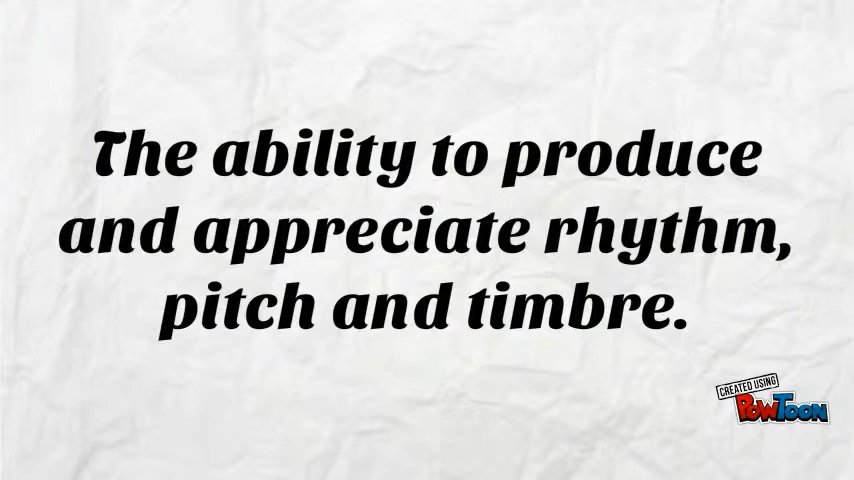 The ability to produce
and appreciate rhythm,
pitch and timbre.
CREATED USING
POWTOON